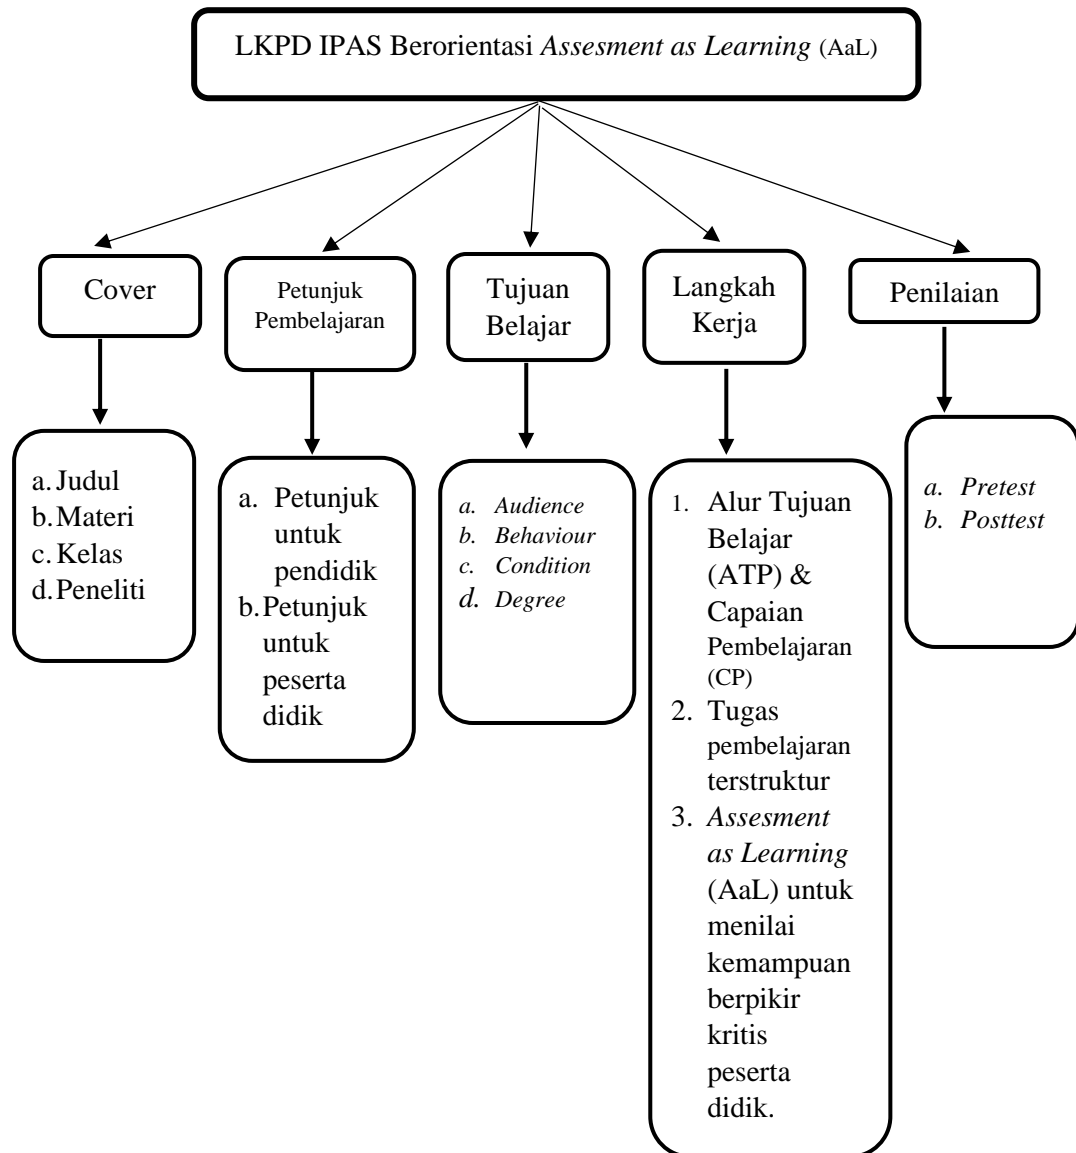 LKPD IPAS Berorientasi Assesment as Learning (AaL)
Cover
Petunjuk
Pembelajaran
Tujuan
Belajar
Langkah
Kerja
Penilaian
a. Judul
b. Materi
c. Kelas
d. Peneliti
a. Petunjuk
untuk
pendidik
b. Petunjuk
untuk
peserta
didik
a. Audience
b. Behaviour
c. Condition
d. Degree
1. Alur Tujuan
Belajar
(ATP) &
Capaian
Pembelajaran
(CP)
2. Tugas
pembelajaran
terstruktur
3. Assesment
as Learning
(AaL) untuk
menilai
kemampuan
berpikir
kritis
peserta
didik.
a. Pretest
b. Posttest